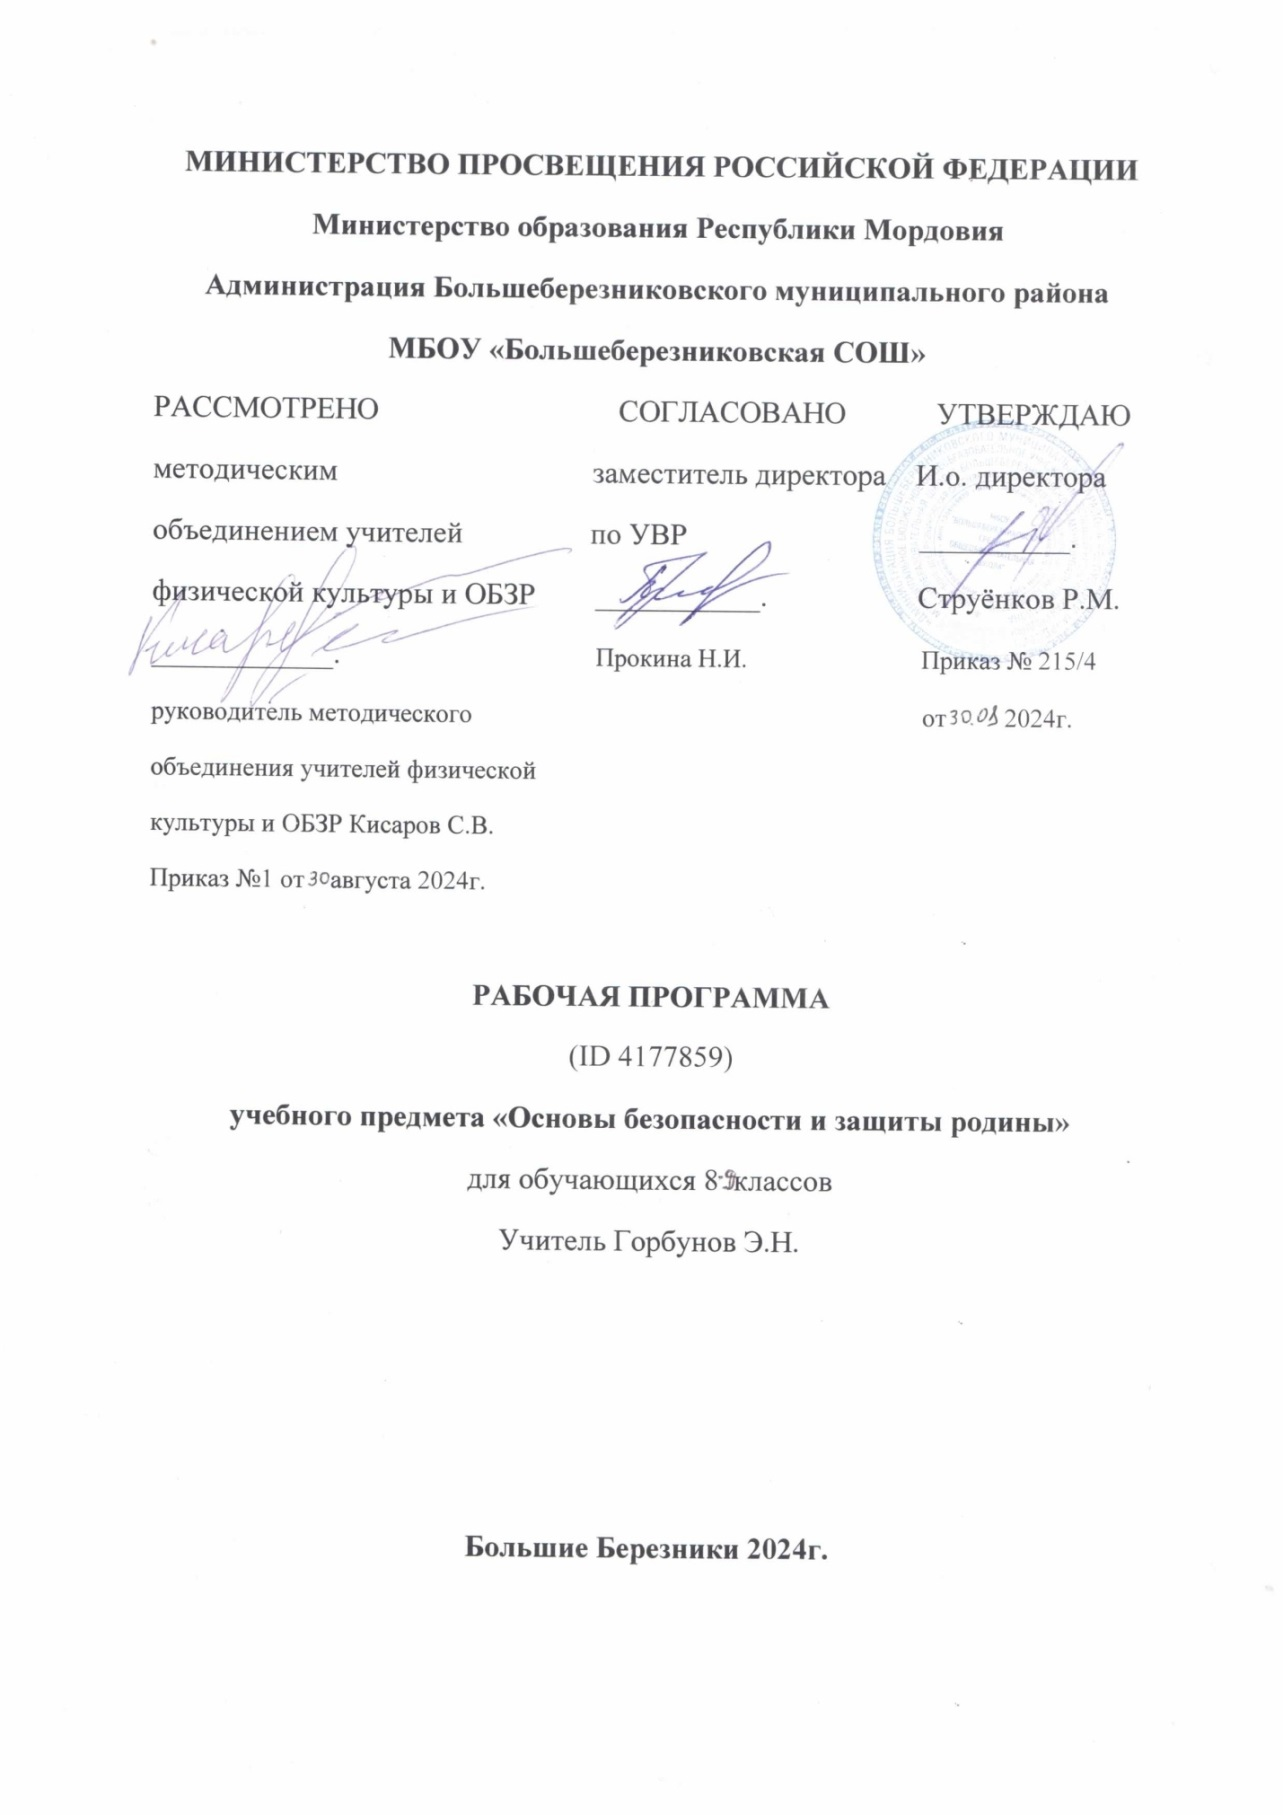 МИНИСТЕРСТВО ПРОСВЕЩЕНИЯ РОССИЙСКОЙ ФЕДЕРАЦИИ
Министерство образования Республики Мордовия
Администрация Большеберезниковского муниципального района
МБОУ «Большеберезниковская СОШ»
РАССМОТРЕНО
методическим
объединением учителей
физической культуры и ОБЗР
______________.
руководитель методического
объединения учителей физической
культуры и ОБЗР Кисаров С.В.
Приказ №1 от 30 августа 2024г.
СОГЛАСОВАНО
заместитель директора
по УВР
____________.
Прокина Н.И.
УТВЕРЖДАЮ
И.о. директора
___________.
Струёнков Р.М.
Приказ № 215/4
от 30.08 2024г.
РАБОЧАЯ ПРОГРАММА
(ID 4177859)
учебного предмета «Основы безопасности и защиты родины»
для обучающихся 8-9 классов
Учитель Горбунов Э.Н.
Большие Березники 2024г.